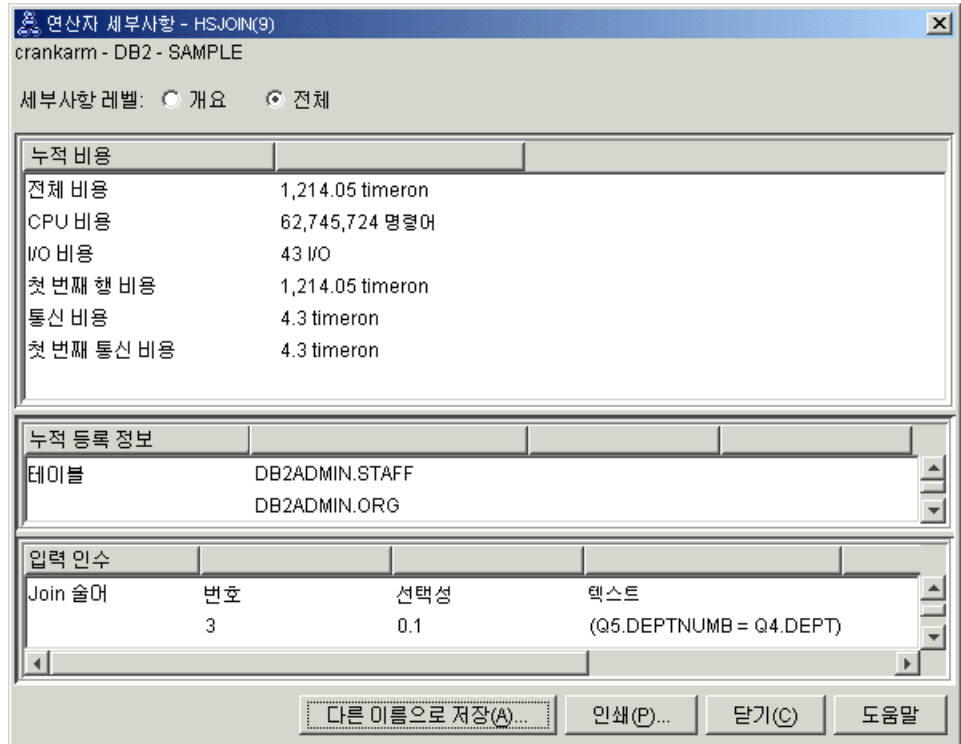 연산자 세부사항 - HSJOIN(9)
crankarm - DB2 - SAMPLE
세부사항 레벨: 개요 전체
누적 비용
전체 비용 1,214.05 timeron
CPU 비용 62,745,724 명령어
I/O 비용 43 I/O
첫 번째 행 비용 1,214.05 timeron
통신 비용 4.3 timeron
첫 번째 통신 비용 4.3 timeron
누적 등록 정보
테이블 DB2ADMIN.STAFF
DB2ADMIN.ORG
입력 인수
Join 술어 번호 선택성 텍스트
3 0.1 (Q5.DEPTNUMB = Q4.DEPT)
다른 이름으로 저장(A)... 인쇄(P)... 닫기(C) 도움말